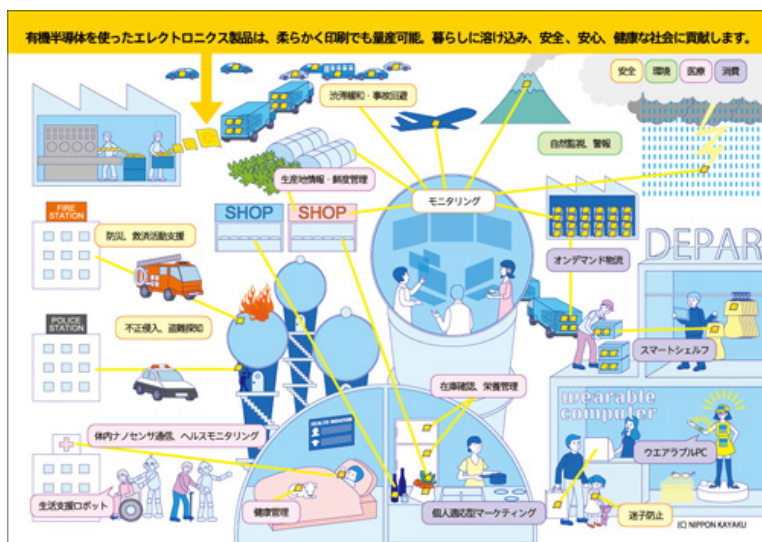 有機半導体を使ったエレクトロニクス製品は、柔らかく印刷でも量産可能。暮らしに溶け込み、安全、安心、健康な社会に貢献します。
安全 環境 医療 消費
渋滞緩和・事故回避
自然監視、警報
生産地情報・鮮度管理
モニタリング
FIRE
STATION
SHOP
SHOP
防災、救済活動支援
オンデマンド物流
DEPAR
POLICE
STATION
不正侵入、盗難探知
スマートシェルフ
在庫確認、栄養管理
wearable
computer
HEALTH MONITOR
体内ナノセンサ通信、ヘルスモニタリング
ウエアラブルPC
生活支援ロボット
健康管理
個人適応型マーケティング
迷子防止
(C) NIPPON KAYAKU